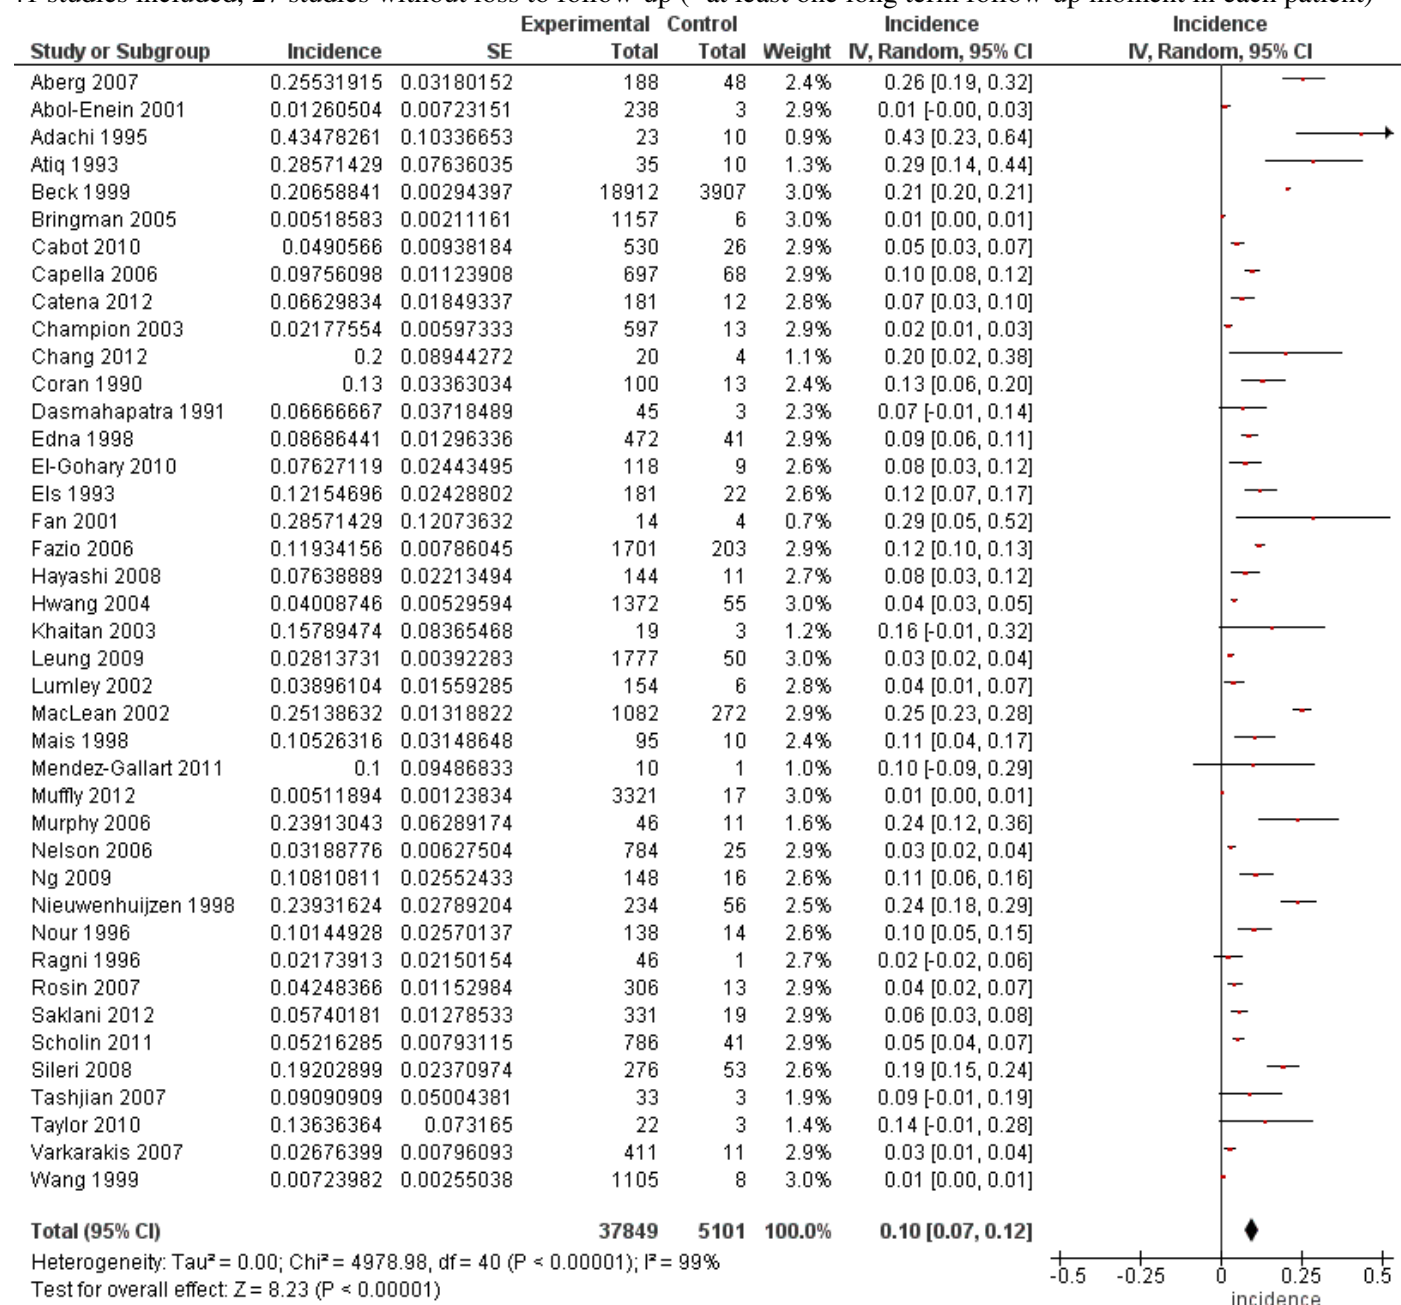 41 studies included, 27 studies without loss to follow-up (=at least one long term follow-up moment in each patient)
Experimental Control Incidence Incidence
Study or Subgroup Incidence SE Total Total Weight IV, Random, 95% CI IV, Random, 95% CI
Aberg 2007 0.25531915 0.03180152 188 48 2.4% 0.26 [0.19, 0.32]
Abol-Enein 2001 0.01260504 0.00723151 238 3 2.9% 0.01 [-0.00, 0.03]
Adachi 1995 0.43478261 0.10336653 23 10 0.9% 0.43 [0.23, 0.64]
Atiq 1993 0.28571429 0.07636035 35 10 1.3% 0.29 [0.14, 0.44]
Beck 1999 0.20658841 0.00294397 18912 3907 3.0% 0.21 [0.20, 0.21]
Bringman 2005 0.00518583 0.00211161 1157 6 3.0% 0.01 [0.00, 0.01]
Cabot 2010 0.0490566 0.00938184 530 26 2.9% 0.05 [0.03, 0.07]
Capella 2006 0.09756098 0.01123908 697 68 2.9% 0.10 [0.08, 0.12]
Catena 2012 0.06629834 0.01849337 181 12 2.8% 0.07 [0.03, 0.10]
Champion 2003 0.02177554 0.00597333 597 13 2.9% 0.02 [0.01, 0.03]
Chang 2012 0.2 0.08944272 20 4 1.1% 0.20 [0.02, 0.38]
Coran 1990 0.13 0.03363034 100 13 2.4% 0.13 [0.06, 0.20]
Dasmahapatra 1991 0.06666667 0.03718489 45 3 2.3% 0.07 [-0.01, 0.14]
Edna 1998 0.08686441 0.01296336 472 41 2.9% 0.09 [0.06, 0.11]
El-Gohary 2010 0.07627119 0.02443495 118 9 2.6% 0.08 [0.03, 0.12]
Els 1993 0.12154696 0.02428802 181 22 2.6% 0.12 [0.07, 0.17]
Fan 2001 0.28571429 0.12073632 14 4 0.7% 0.29 [0.05, 0.52]
Fazio 2006 0.11934156 0.00786045 1701 203 2.9% 0.12 [0.10, 0.13]
Hayashi 2008 0.07638889 0.02213494 144 11 2.7% 0.08 [0.03, 0.12]
Hwang 2004 0.04008746 0.00529594 1372 55 3.0% 0.04 [0.03, 0.05]
Khaitan 2003 0.15789474 0.08365468 19 3 1.2% 0.16 [-0.01, 0.32]
Leung 2009 0.02813731 0.00392283 1777 50 3.0% 0.03 [0.02, 0.04]
Lumley 2002 0.03896104 0.01559285 154 6 2.8% 0.04 [0.01, 0.07]
MacLean 2002 0.25138632 0.01318822 1082 272 2.9% 0.25 [0.23, 0.28]
Mais 1998 0.10526316 0.03148648 95 10 2.4% 0.11 [0.04, 0.17]
Mendez-Gallart 2011 0.1 0.09486833 10 1 1.0% 0.10 [-0.09, 0.29]
Muffly 2012 0.00511894 0.00123834 3321 17 3.0% 0.01 [0.00, 0.01]
Murphy 2006 0.23913043 0.06289174 46 11 1.6% 0.24 [0.12, 0.36]
Nelson 2006 0.03188776 0.00627504 784 25 2.9% 0.03 [0.02, 0.04]
Ng 2009 0.10810811 0.02552433 148 16 2.6% 0.11 [0.06, 0.16]
Nieuwenhuijzen 1998 0.23931624 0.02789204 234 56 2.5% 0.24 [0.18, 0.29]
Nour 1996 0.10144928 0.02570137 138 14 2.6% 0.10 [0.05, 0.15]
Ragni 1996 0.02173913 0.02150154 46 1 2.7% 0.02 [-0.02, 0.06]
Rosin 2007 0.04248366 0.01152984 306 13 2.9% 0.04 [0.02, 0.07]
Saklani 2012 0.05740181 0.01278533 331 19 2.9% 0.06 [0.03, 0.08]
Scholin 2011 0.05216285 0.00793115 786 41 2.9% 0.05 [0.04, 0.07]
Sileri 2008 0.19202899 0.02370974 276 53 2.6% 0.19 [0.15, 0.24]
Tashjian 2007 0.09090909 0.05004381 33 3 1.9% 0.09 [-0.01, 0.19]
Taylor 2010 0.13636364 0.073165 22 3 1.4% 0.14 [-0.01, 0.28]
Varkarakis 2007 0.02676399 0.00796093 411 11 2.9% 0.03 [0.01, 0.04]
Wang 1999 0.00723982 0.00255038 1105 8 3.0% 0.01 [0.00, 0.01]
Total (95% CI) 37849 5101 100.0% 0.10 [0.07, 0.12]
Heterogeneity: Tau² = 0.00; Chi² = 4978.98, df = 40 (P < 0.00001); I² = 99%
Test for overall effect: Z = 8.23 (P < 0.00001)
-0.5 -0.25 0 0.25 0.5
incidence